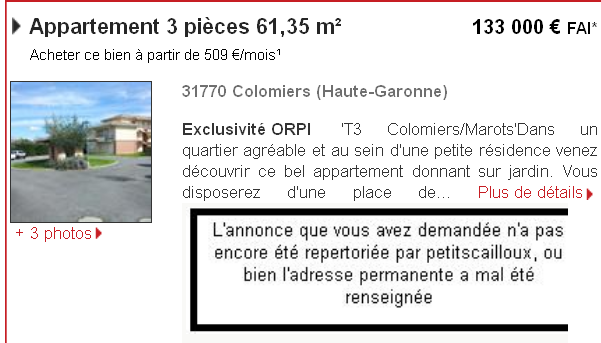 Appartement 3 pièces 61,35 m² 133 000 € FAI*
Acheter ce bien à partir de 509 €/mois¹
31770 Colomiers (Haute-Garonne)
Exclusivité ORPI 'T3 Colomiers/Marots'Dans un
quartier agréable et au sein d'une petite résidence venez
découvrir ce bel appartement donnant sur jardin. Vous
disposerez d'une place de... Plus de détails
+ 3 photos
L'annonce que vous avez demandée n'a pas
encore été repertoriée par petitscailloux, ou
bien l'adresse permanente a mal été
renseignée